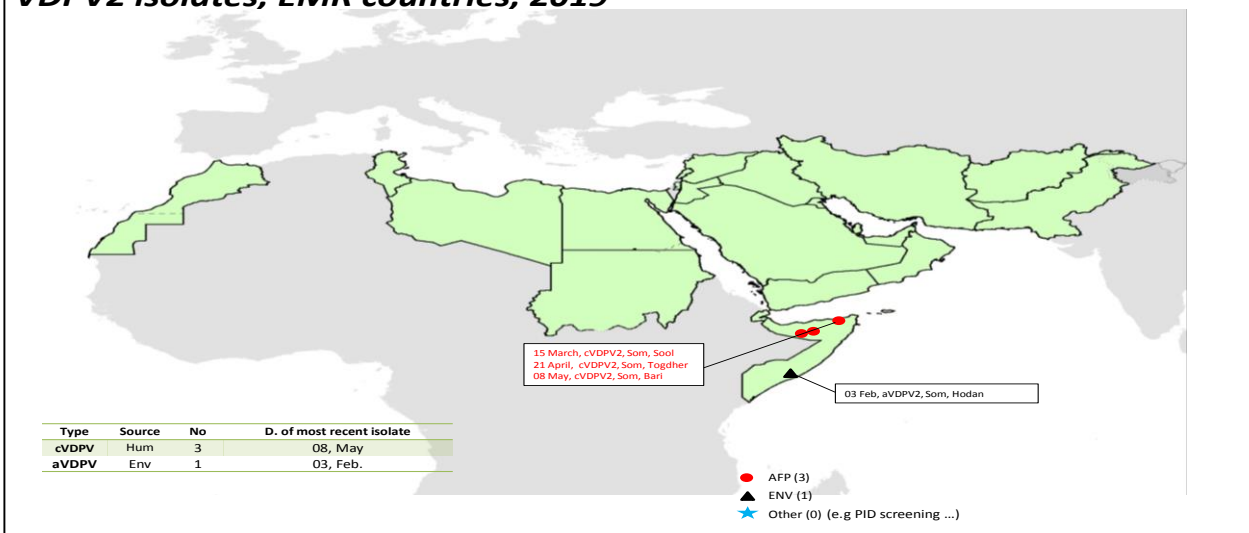 VDPV2 isolates, EMR countries, 2019
15 March, cVDPV2, Som, Sool
21 April, cVDPV2, Som, Togdher
08 May, cVDPV2, Som, Bari
03 Feb, aVDPV2, Som, Hodan
Type Source No D. of most recent isolate
cVDPV Hum 3 08, May
aVDPV Env 1 03, Feb.
AFP (3)
ENV (1)
Other (0) (e.g PID screening ...)